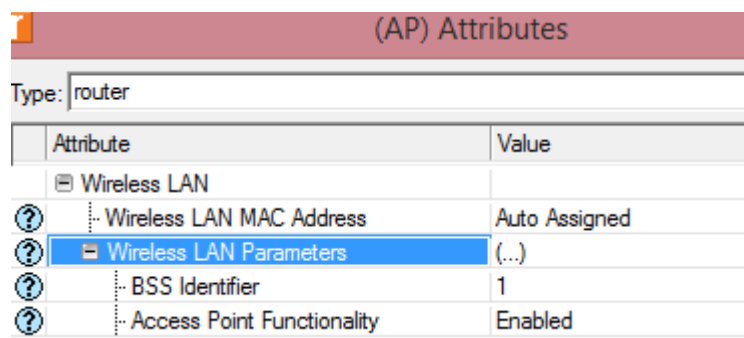 (AP) Attributes
Type: router
Attribute Value
Wireless LAN
Wireless LAN MAC Address Auto Assigned
Wireless LAN Parameters (...)
BSS Identifier 1
Access Point Functionality Enabled